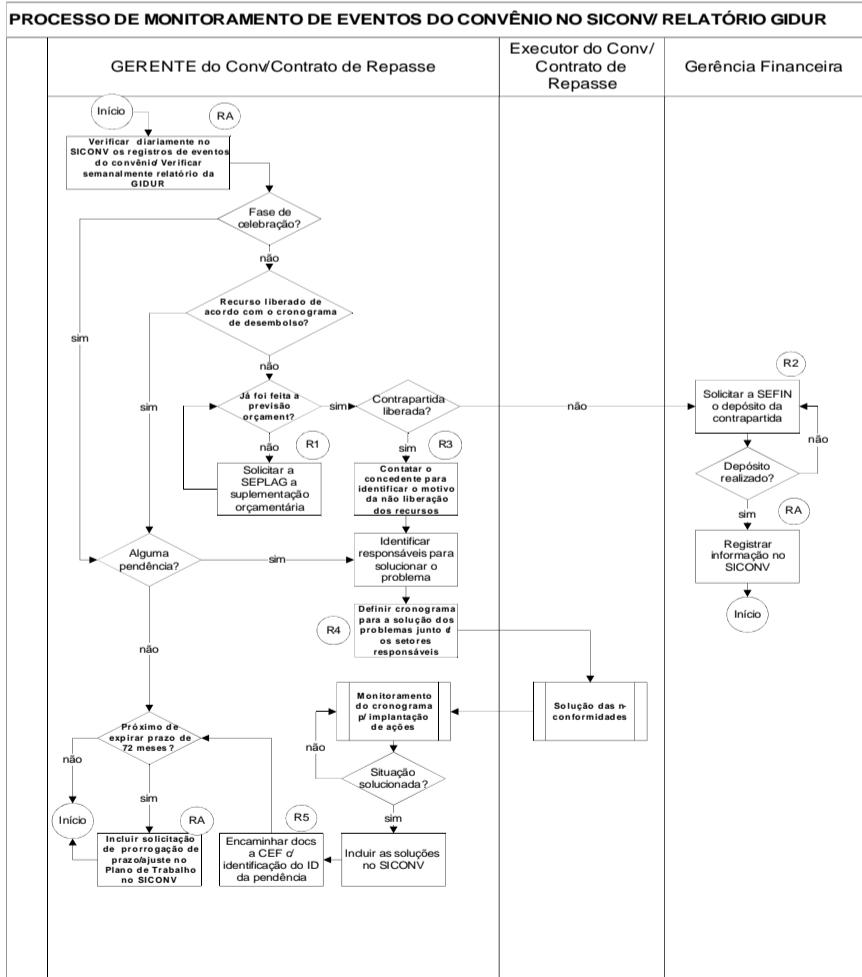 PROCESSO DE MONITORAMENTO DE EVENTOS DO CONVÊNIO NO SICONV/ RELATÓRIO GIDUR
GERENTE do Conv/Contrato de Repasse
Executor do Conv/
Contrato de
Repasse
Gerência Financeira
Início
RA
Verificar diariamente no
SICONV os registros de eventos
do convênio/ Verificar
semanalmente relatório da
GIDUR
Fase de
celebração?
não
Recurso liberado de
acordo com o cronograma
de desembolso?
sim
não
sim
Já foi feita a
previsão
orçament?
sim
Contrapartida
liberada?
não
R2
Solicitar a SEFIN
o depósito da
contrapartida
não
não
R1
sim
R3
Solicitar a
SEPLAG a
suplementação
orçamentária
Contatar o
concedente para
identificar o motivo
da não liberação
dos recursos
Depósito
realizado?
sim
RA
Alguma
pendência?
sim
Identificar
responsáveis para
solucionar o
problema
Registrar
informação no
SICONV
Início
R4
Definir cronograma
para a solução dos
problemas junto d
os setores
responsáveis
não
Monitoramento
do cronograma
p/ implantação
de ações
Solução das n-
conformidades
Próximo de
expirar prazo de
72 meses?
não
não
Situação
solucionada?
sim
sim
Início
RA
R5
Incluir solicitação
de prorrogação de
prazo/ajuste no
Plano de Trabalho
no SICONV
Encaminhar docs
a CEF c/
identificação do ID
da pendência
Incluir as soluções
no SICONV